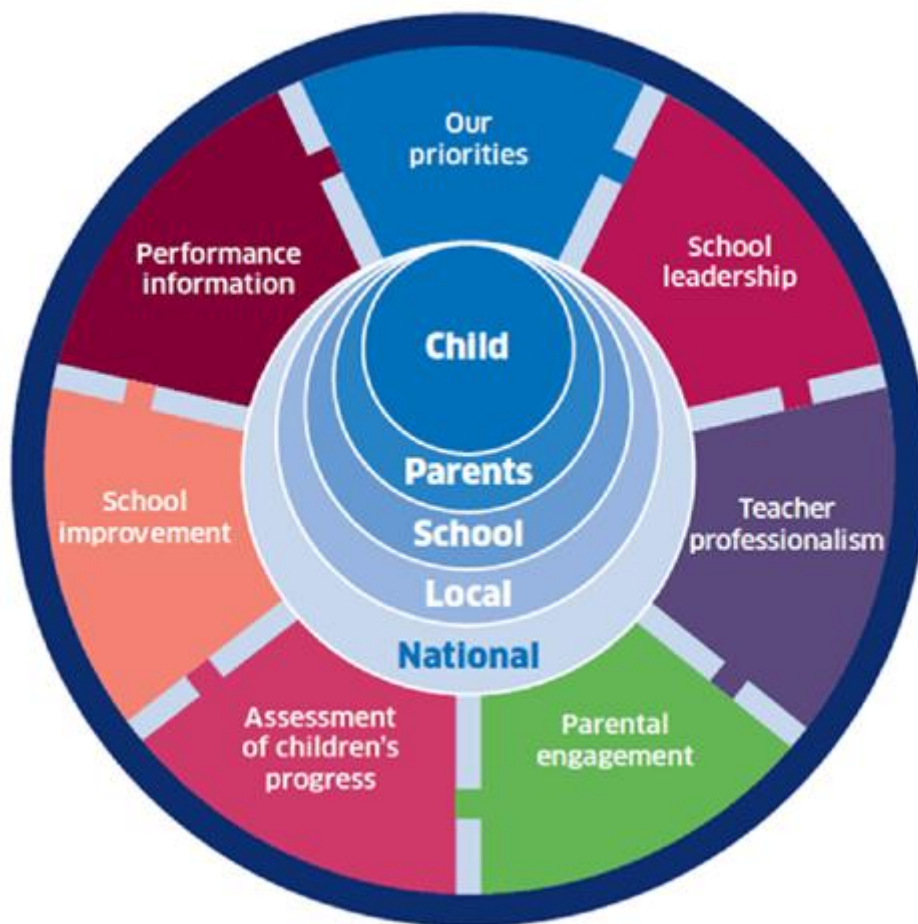 Our
priorities
School
leadership
Teacher
professionalism
Parental
engagement
Assessment
of children's
progress
School
improvement
Performance
information
Child
Parents
School
Local
National